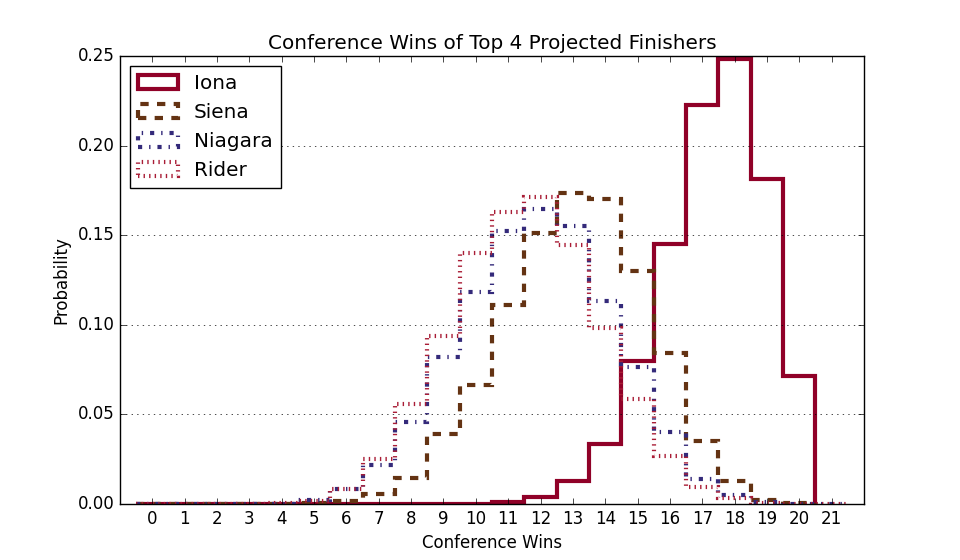 Conference Wins of Top 4 Projected Finishers
Iona
Siena
Niagara
Rider
0.25
0.20
0.15
0.10
0.05
0.00
Probability
0 1 2 3 4 5 6 7 8 9 10 11 12 13 14 15 16 17 18 19 20 21
Conference Wins